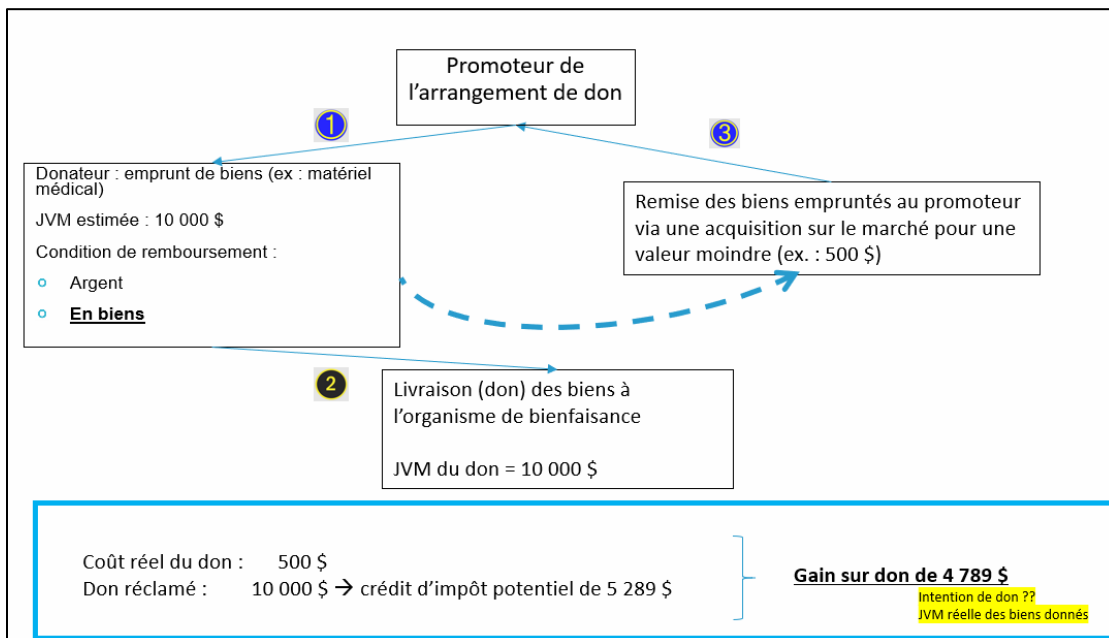 Promoteur de
l’arrangement de don
1
3
Donateur : emprunt de biens (ex : matériel
médical)
JVM estimée : 10 000 $
Condition de remboursement :
Argent
En biens
Remise des biens empruntés au promoteur
via une acquisition sur le marché pour une
valeur moindre (ex. : 500 $)
2
Livraison (don) des biens à
l’organisme de bienfaisance
JVM du don = 10 000 $
Coût réel du don : 500 $
Don réclamé : 10 000 $ → crédit d’impôt potentiel de 5 289 $
Gain sur don de 4 789 $
Intention de don ??
JVM réelle des biens donnés